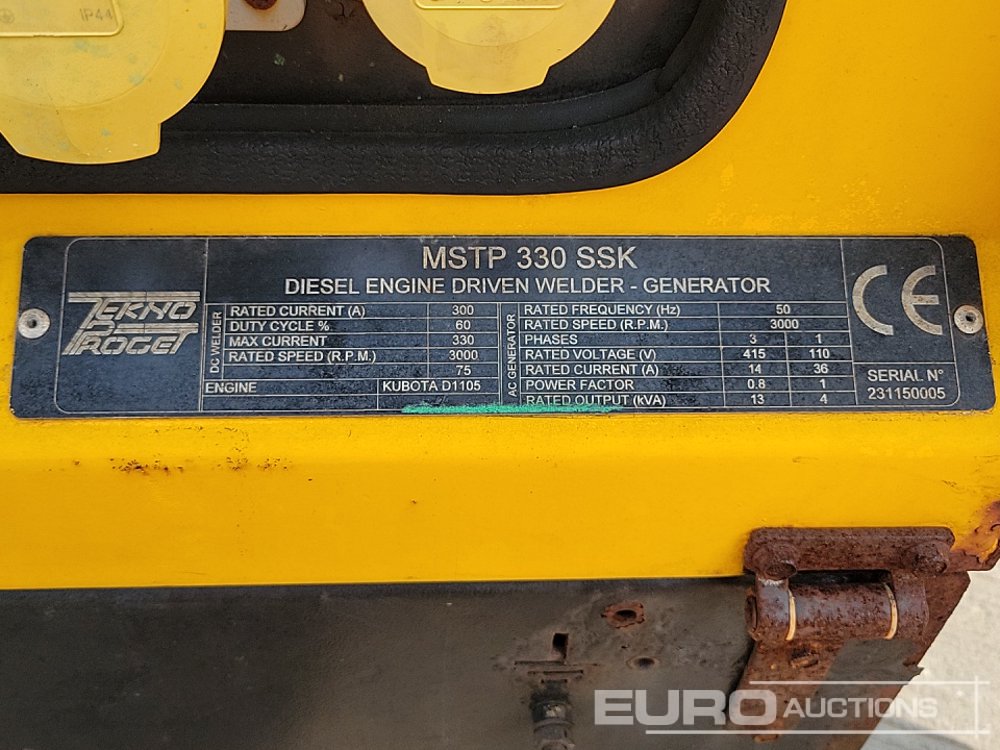 IP44
MSTP 330 SSK
DIESEL ENGINE DRIVEN WELDER - GENERATOR
TEKNO
PROGET
DC WELDER
RATED CURRENT (A) 300
DUTY CYCLE % 60
MAX CURRENT 330
RATED SPEED (R.P.M.) 3000
75
ENGINE KUBOTA D1105
AC GENERATOR
RATED FREQUENCY (Hz) 50
RATED SPEED (R.P.M.) 3000
PHASES 3 1
RATED VOLTAGE (V) 415 110
RATED CURRENT (A) 14 36
POWER FACTOR 0.8 1
RATED OUTPUT (kVA) 13 4
CE
SERIAL N°
231150005
EURO AUCTIONS